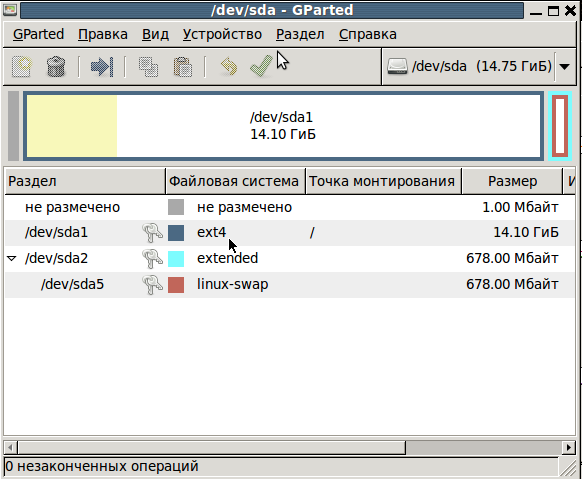 /dev/sda - GParted
GParted Правка Вид Устройство Раздел Справка
/dev/sda (14.75 ГиБ)
/dev/sda1
14.10 ГиБ
Раздел Файловая система Точка монтирования Размер И
не размечено не размечено 1.00 Мбайт
/dev/sda1 ext4 / 14.10 ГиБ
/dev/sda2 extended 678.00 Мбайт
/dev/sda5 linux-swap 678.00 Мбайт
0 незаконченных операций